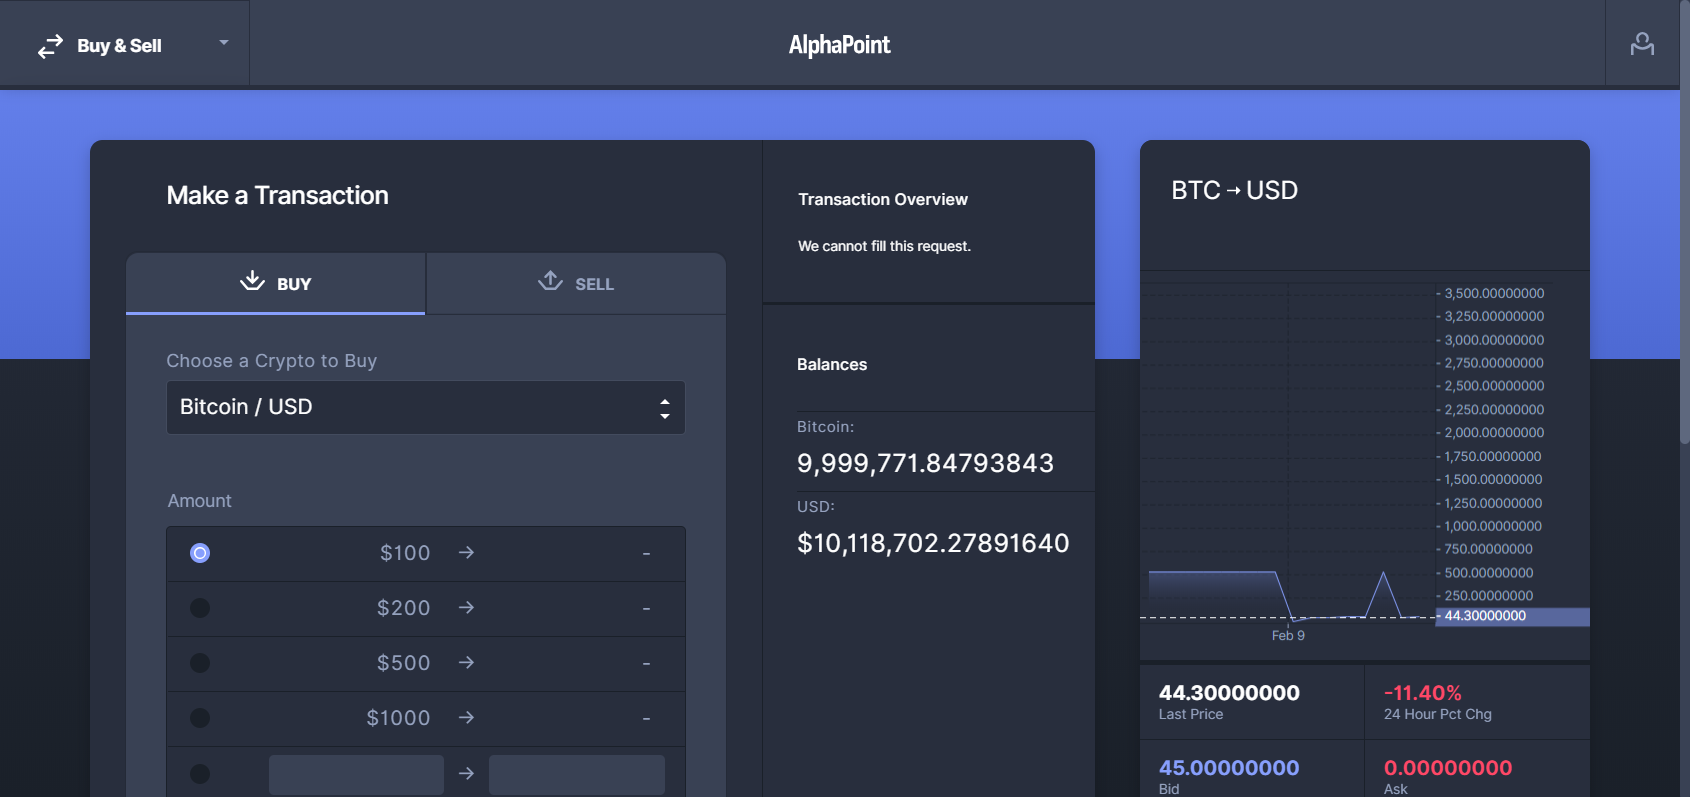 Buy & Sell
AlphaPoint
Make a Transaction
BUY
SELL
Choose a Crypto to Buy
Bitcoin / USD
Amount
$100 → -
$200 → -
$500 → -
$1000 → -
→
Transaction Overview
We cannot fill this request.
Balances
Bitcoin:
9,999,771.84793843
USD:
$10,118,702.27891640
BTC → USD
3,500.00000000
3,250.00000000
3,000.00000000
2,750.00000000
2,500.00000000
2,250.00000000
2,000.00000000
1,750.00000000
1,500.00000000
1,250.00000000
1,000.00000000
750.00000000
500.00000000
250.00000000
44.30000000
Feb 9
44.30000000
Last Price
-11.40%
24 Hour Pct Chg
45.00000000
Bid
0.00000000
Ask